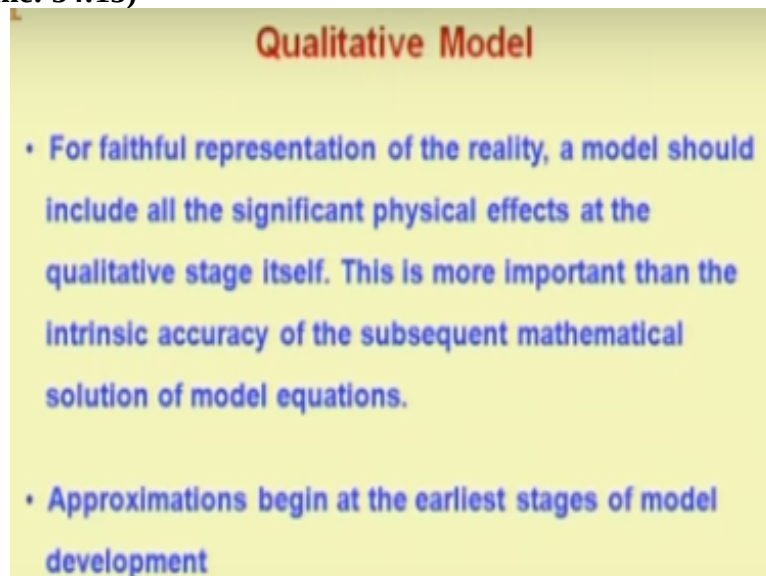 Qualitative Model
• For faithful representation of the reality, a model should
include all the significant physical effects at the
qualitative stage itself. This is more important than the
intrinsic accuracy of the subsequent mathematical
solution of model equations.
• Approximations begin at the earliest stages of model
development